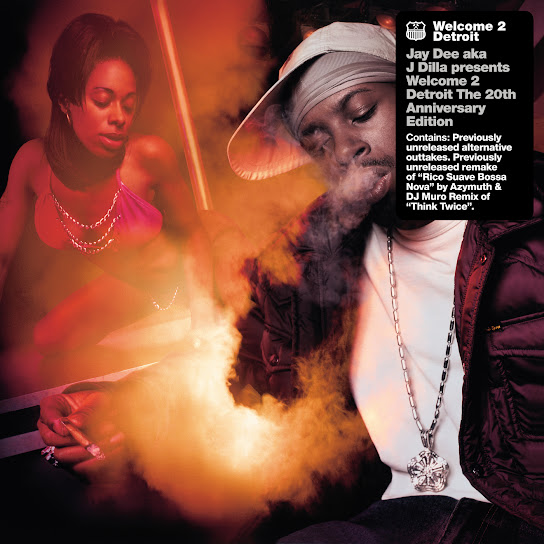 Welcome 2
Detroit
Jay Dee aka
J Dilla presents
Welcome 2
Detroit The 20th
Anniversary
Edition
Contains: Previously
unreleased alternative
outtakes. Previously
unreleased remake
of “Rico Suave Bossa
Nova” by Azymuth &
DJ Muro Remix of
“Think Twice”.